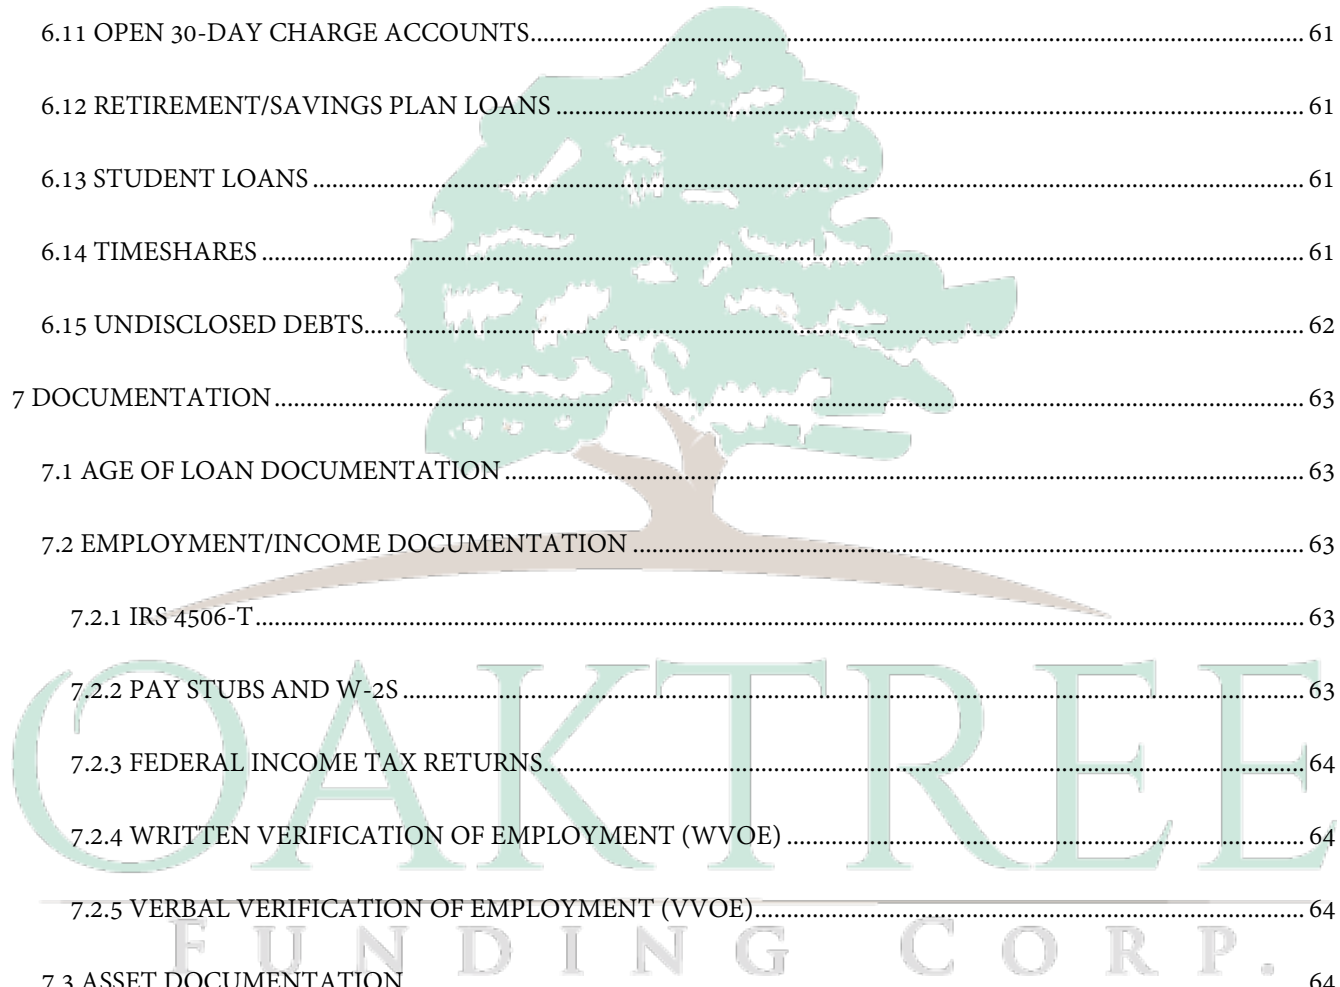 6.11 OPEN 30-DAY CHARGE ACCOUNTS.......... 61
6.12 RETIREMENT/SAVINGS PLAN LOANS.......... 61
6.13 STUDENT LOANS.......... 61
6.14 TIMESHARES.......... 61
6.15 UNDISCLOSED DEBTS.......... 62
7 DOCUMENTATION.......... 63
7.1 AGE OF LOAN DOCUMENTATION.......... 63
7.2 EMPLOYMENT/INCOME DOCUMENTATION.......... 63
7.2.1 IRS 4506-T.......... 63
7.2.2 PAY STUBS AND W-2S.......... 63
7.2.3 FEDERAL INCOME TAX RETURNS.......... 64
OAKTREE
7.2.4 WRITTEN VERIFICATION OF EMPLOYMENT (WVOE).......... 64
7.2.5 VERBAL VERIFICATION OF EMPLOYMENT (VVOE).......... 64
FUNDING CORP.
7.3 ASSET DOCUMENTATION.......... 64